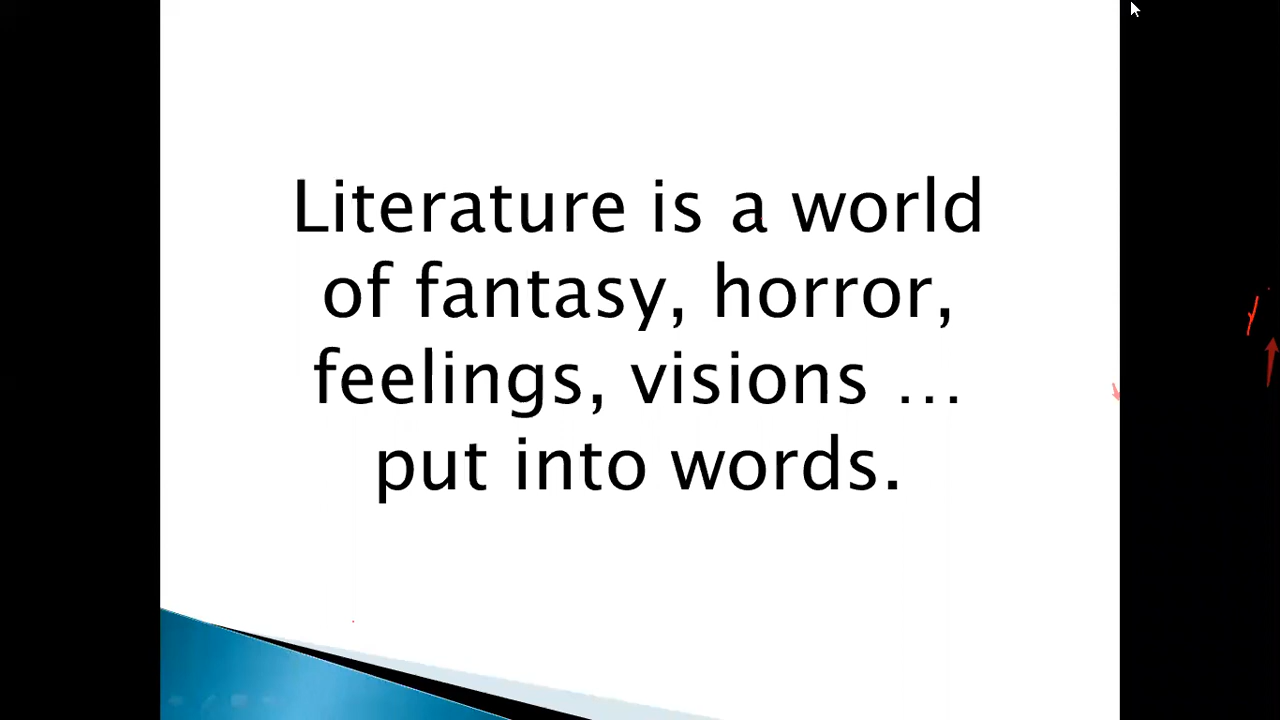 Literature is a world
of fantasy, horror,
feelings, visions …
put into words.